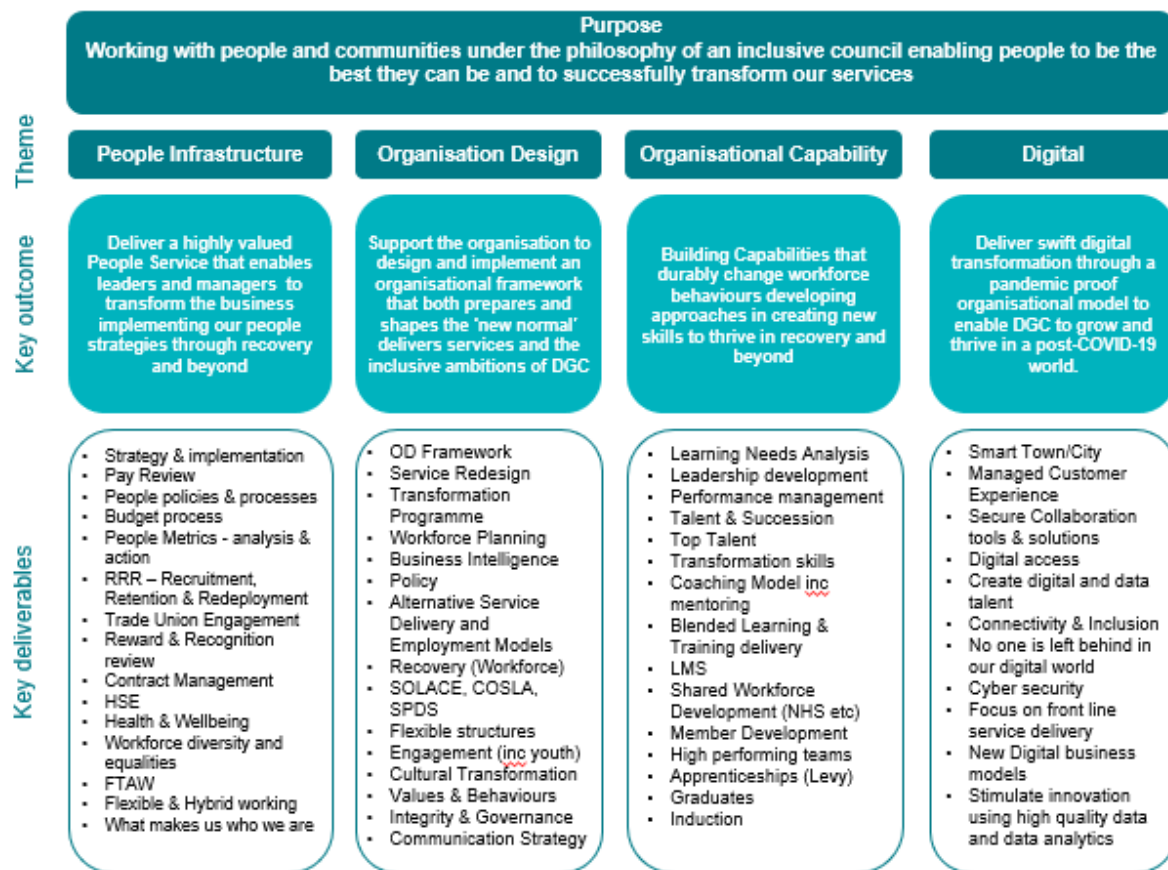 Purpose
Working with people and communities under the philosophy of an inclusive council enabling people to be the
best they can be and to successfully transform our services
Theme
People Infrastructure
Organisation Design
Organisational Capability
Digital
Key outcome
Deliver a highly valued
People Service that enables
leaders and managers to
transform the business
implementing our people
strategies through recovery
and beyond
Support the organisation to
design and implement an
organisational framework
that both prepares and
shapes the 'new normal'
delivers services and the
inclusive ambitions of DGC
Building Capabilities that
durably change workforce
behaviours developing
approaches in creating new
skills to thrive in recovery and
beyond
Deliver swift digital
transformation through a
pandemic proof
organisational model to
enable DGC to grow and
thrive in a post-COVID-19
world.
Key deliverables
• Strategy & implementation
• Pay Review
• People policies & processes
• Budget process
• People Metrics - analysis &
action
• RRR – Recruitment,
Retention & Redeployment
• Trade Union Engagement
• Reward & Recognition
review
• Contract Management
• HSE
• Health & Wellbeing
• Workforce diversity and
equalities
• FTAW
• Flexible & Hybrid working
• What makes us who we are
• OD Framework
• Service Redesign
• Transformation
Programme
• Workforce Planning
• Business Intelligence
• Policy
• Alternative Service
Delivery and
Employment Models
• Recovery (Workforce)
• SOLACE, COSLA,
SPDS
• Flexible structures
• Engagement (inc youth)
• Cultural Transformation
• Values & Behaviours
• Integrity & Governance
• Communication Strategy
• Learning Needs Analysis
• Leadership development
• Performance management
• Talent & Succession
• Top Talent
• Transformation skills
• Coaching Model inc
mentoring
• Blended Learning &
Training delivery
• LMS
• Shared Workforce
Development (NHS etc)
• Member Development
• High performing teams
• Apprenticeships (Levy)
• Graduates
• Induction
• Smart Town/City
• Managed Customer
Experience
• Secure Collaboration
tools & solutions
• Digital access
• Create digital and data
talent
• Connectivity & Inclusion
• No one is left behind in
our digital world
• Cyber security
• Focus on front line
service delivery
• New Digital business
models
• Stimulate innovation
using high quality data
and data analytics